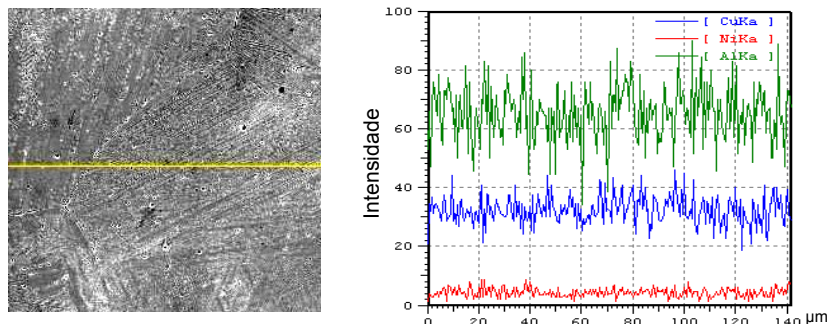 100
80
60
40
20
0
Intensidade
[ CuKa ]
[ NiKa ]
[ AlKa ]
0 20 40 60 80 100 120 140 µm